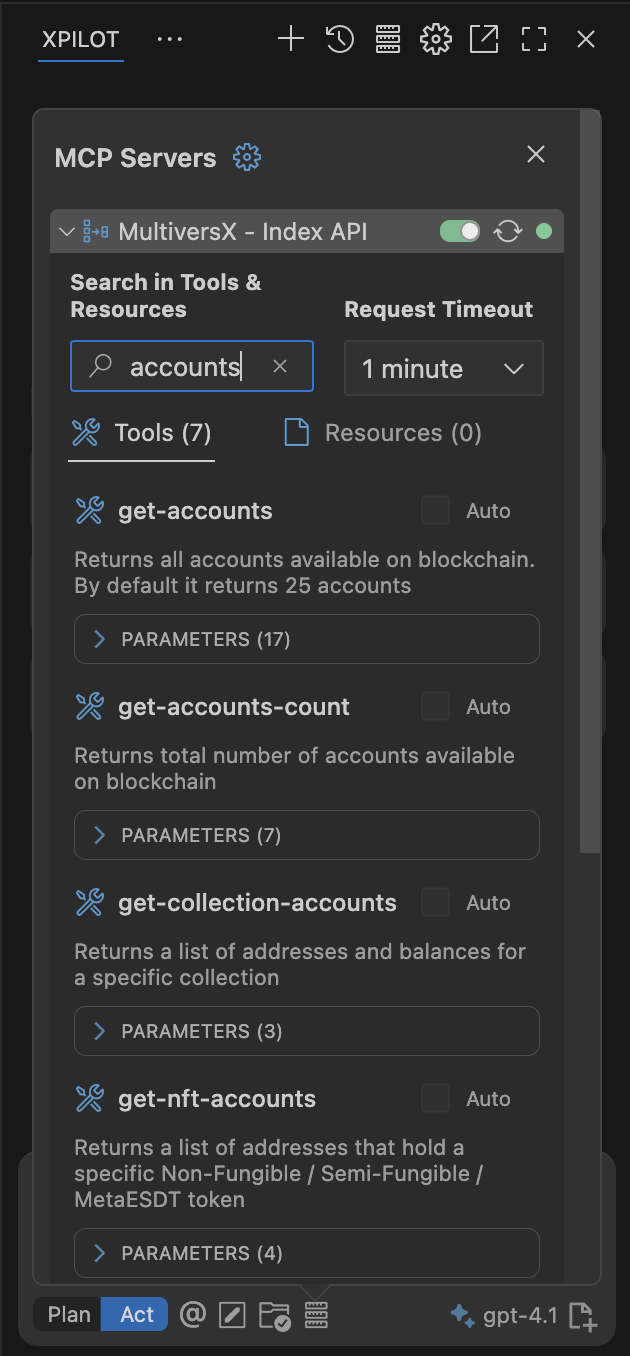 XPILOT
MCP Servers
MultiversX - Index API
Search in Tools &
Resources
Request Timeout
accounts
1 minute
Tools (7)
Resources (0)
get-accounts
Auto
Returns all accounts available on blockchain.
By default it returns 25 accounts
PARAMETERS (17)
get-accounts-count
Auto
Returns total number of accounts available
on blockchain
PARAMETERS (7)
get-collection-accounts
Auto
Returns a list of addresses and balances for
a specific collection
PARAMETERS (3)
get-nft-accounts
Auto
Returns a list of addresses that hold a
specific Non-Fungible / Semi-Fungible /
MetaESDT token
PARAMETERS (4)
Plan Act @ gpt-4.1